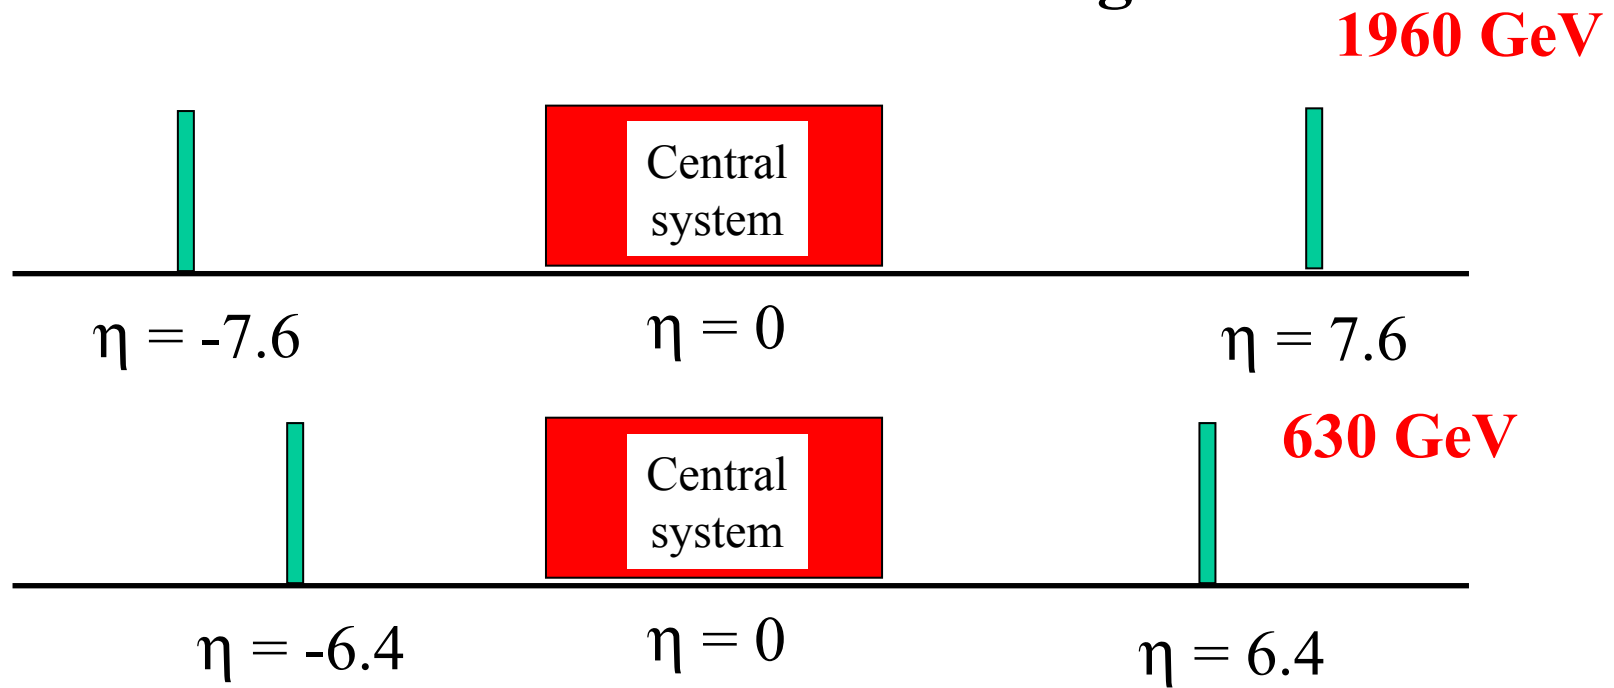 1960 GeV
Central
system
η = -7.6
η = 0
η = 7.6
630 GeV
Central
system
η = -6.4
η = 0
η = 6.4